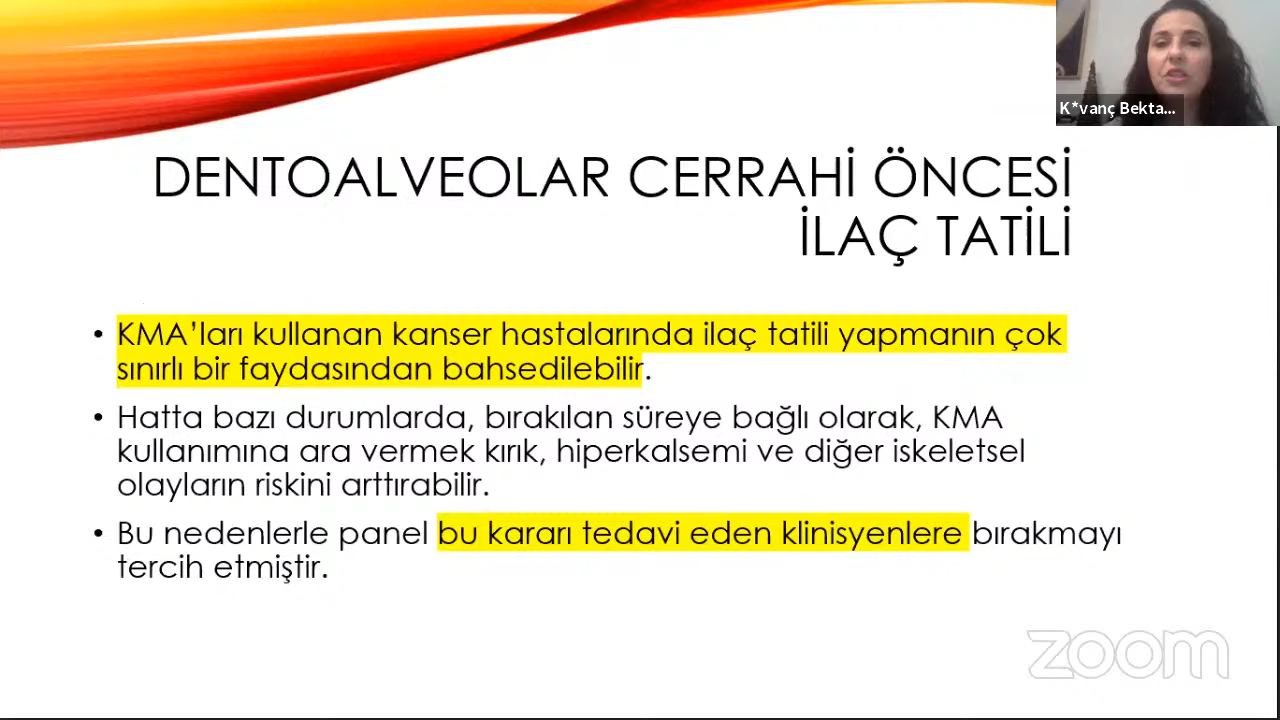 K*vanç Bekta...
DENTOALVEOLAR CERRAHİ ÖNCESİ
İLAÇ TATİLİ
• KMA’ları kullanan kanser hastalarında ilaç tatili yapmanın çok
sınırlı bir faydasından bahsedilebilir.
• Hatta bazı durumlarda, bırakılan süreye bağlı olarak, KMA
kullanımına ara vermek kırık, hiperkalsemi ve diğer iskeletsel
olayların riskini arttırabilir.
• Bu nedenlerle panel bu kararı tedavi eden klinisyenlere bırakmayı
tercih etmiştir.
zoom